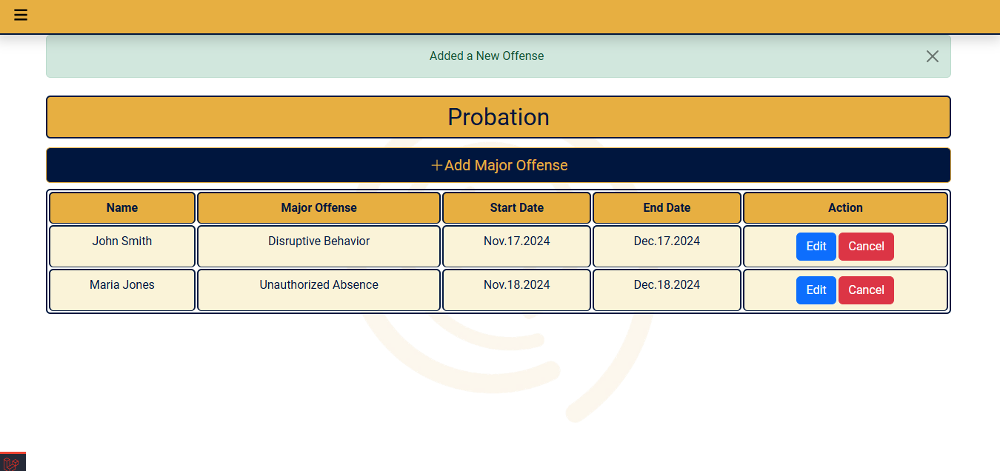 Added a New Offense
Probation
+Add Major Offense
Name Major Offense Start Date End Date Action
John Smith Disruptive Behavior Nov.17.2024 Dec.17.2024 Edit Cancel
Maria Jones Unauthorized Absence Nov.18.2024 Dec.18.2024 Edit Cancel